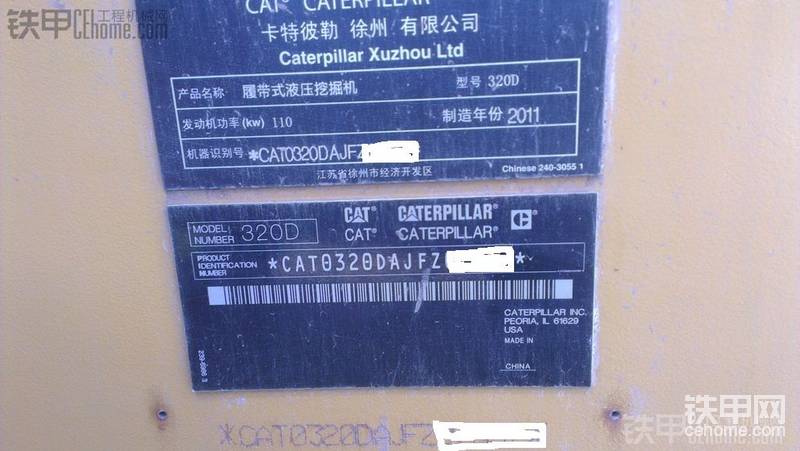 铁甲 工程机械网
CEhome.com
CAT CATERPILLAR
卡特彼勒 徐州 有限公司
Caterpillar Xuzhou Ltd
产品名称 履带式液压挖掘机 型号 320D
发动机功率(kw) 110 制造年份 2011
机器识别号 *CAT0320DAJFZ
Chinese 240-3055 1
江苏省徐州市经济开发区
MODEL NUMBER 320D CAT® CATERPILLAR® C
CAT® CATERPILLAR®
PRODUCT IDENTIFICATION NUMBER *CAT0320DAJFZ *
CATERPILLAR INC.
PEORIA, IL 61629
USA
MADE IN
CHINA
*CAT0320DAJFZ
铁甲网
cehome.com